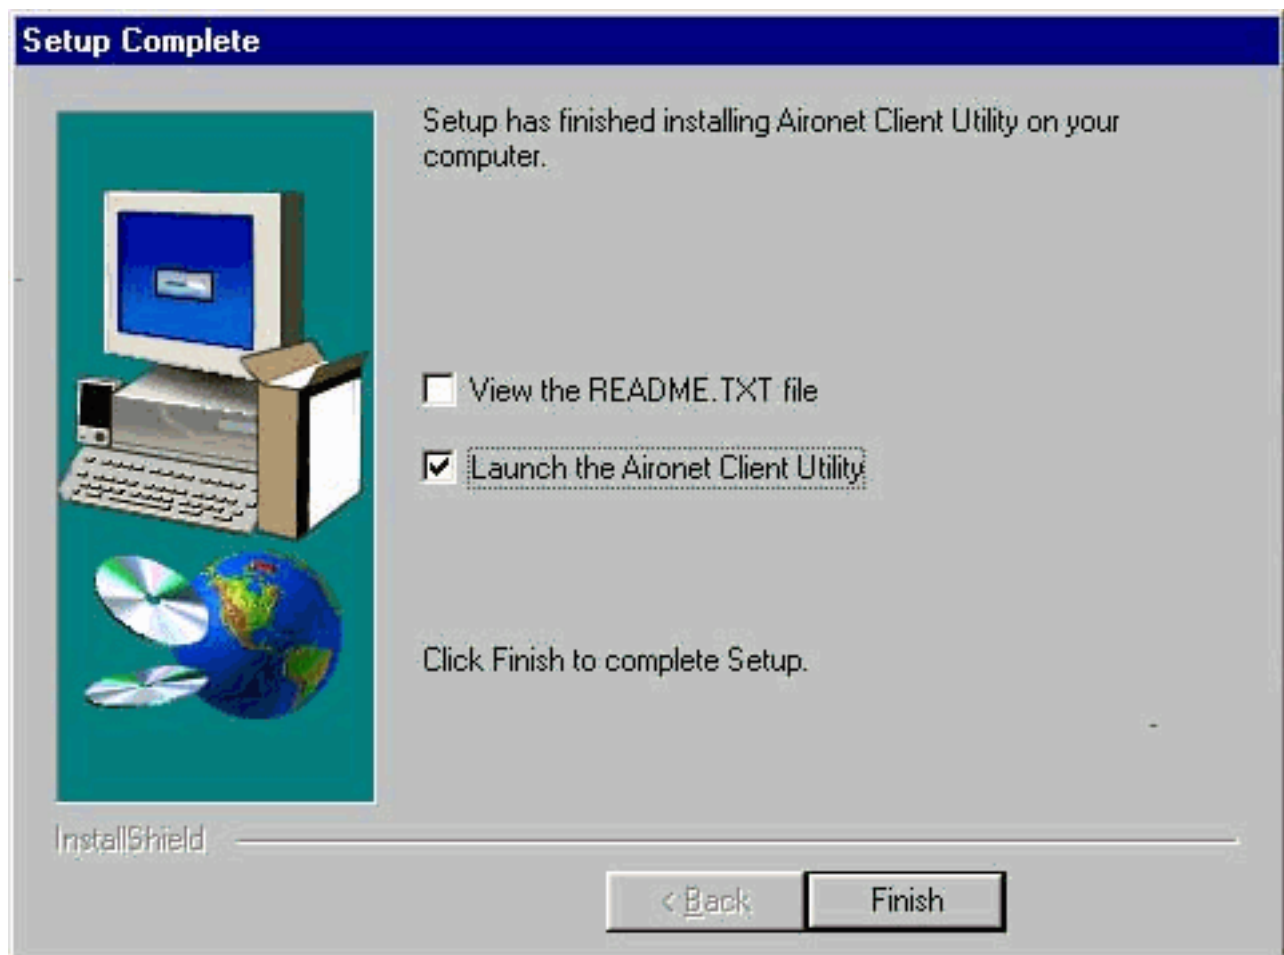 Setup Complete
Setup has finished installing Aironet Client Utility on your
computer.
View the README.TXT file
Launch the Aironet Client Utility
Click Finish to complete Setup.
InstallShield
< Back
Finish